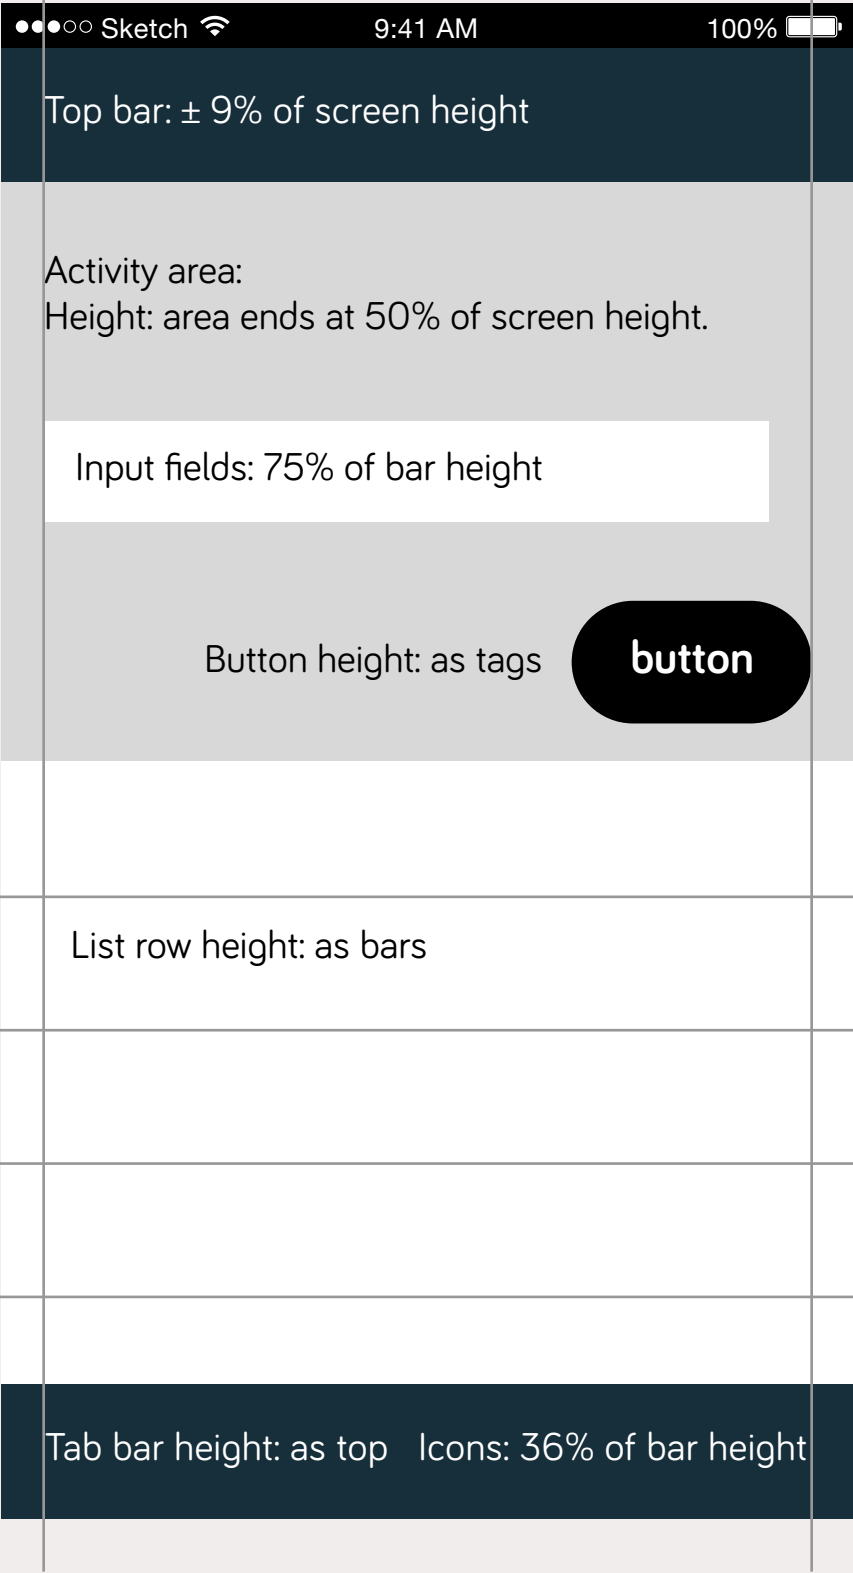 Sketch 9:41 AM 100%
Top bar: ± 9% of screen height
Activity area:
Height: area ends at 50% of screen height.
Input fields: 75% of bar height
Button height: as tags button
List row height: as bars
Tab bar height: as top Icons: 36% of bar height